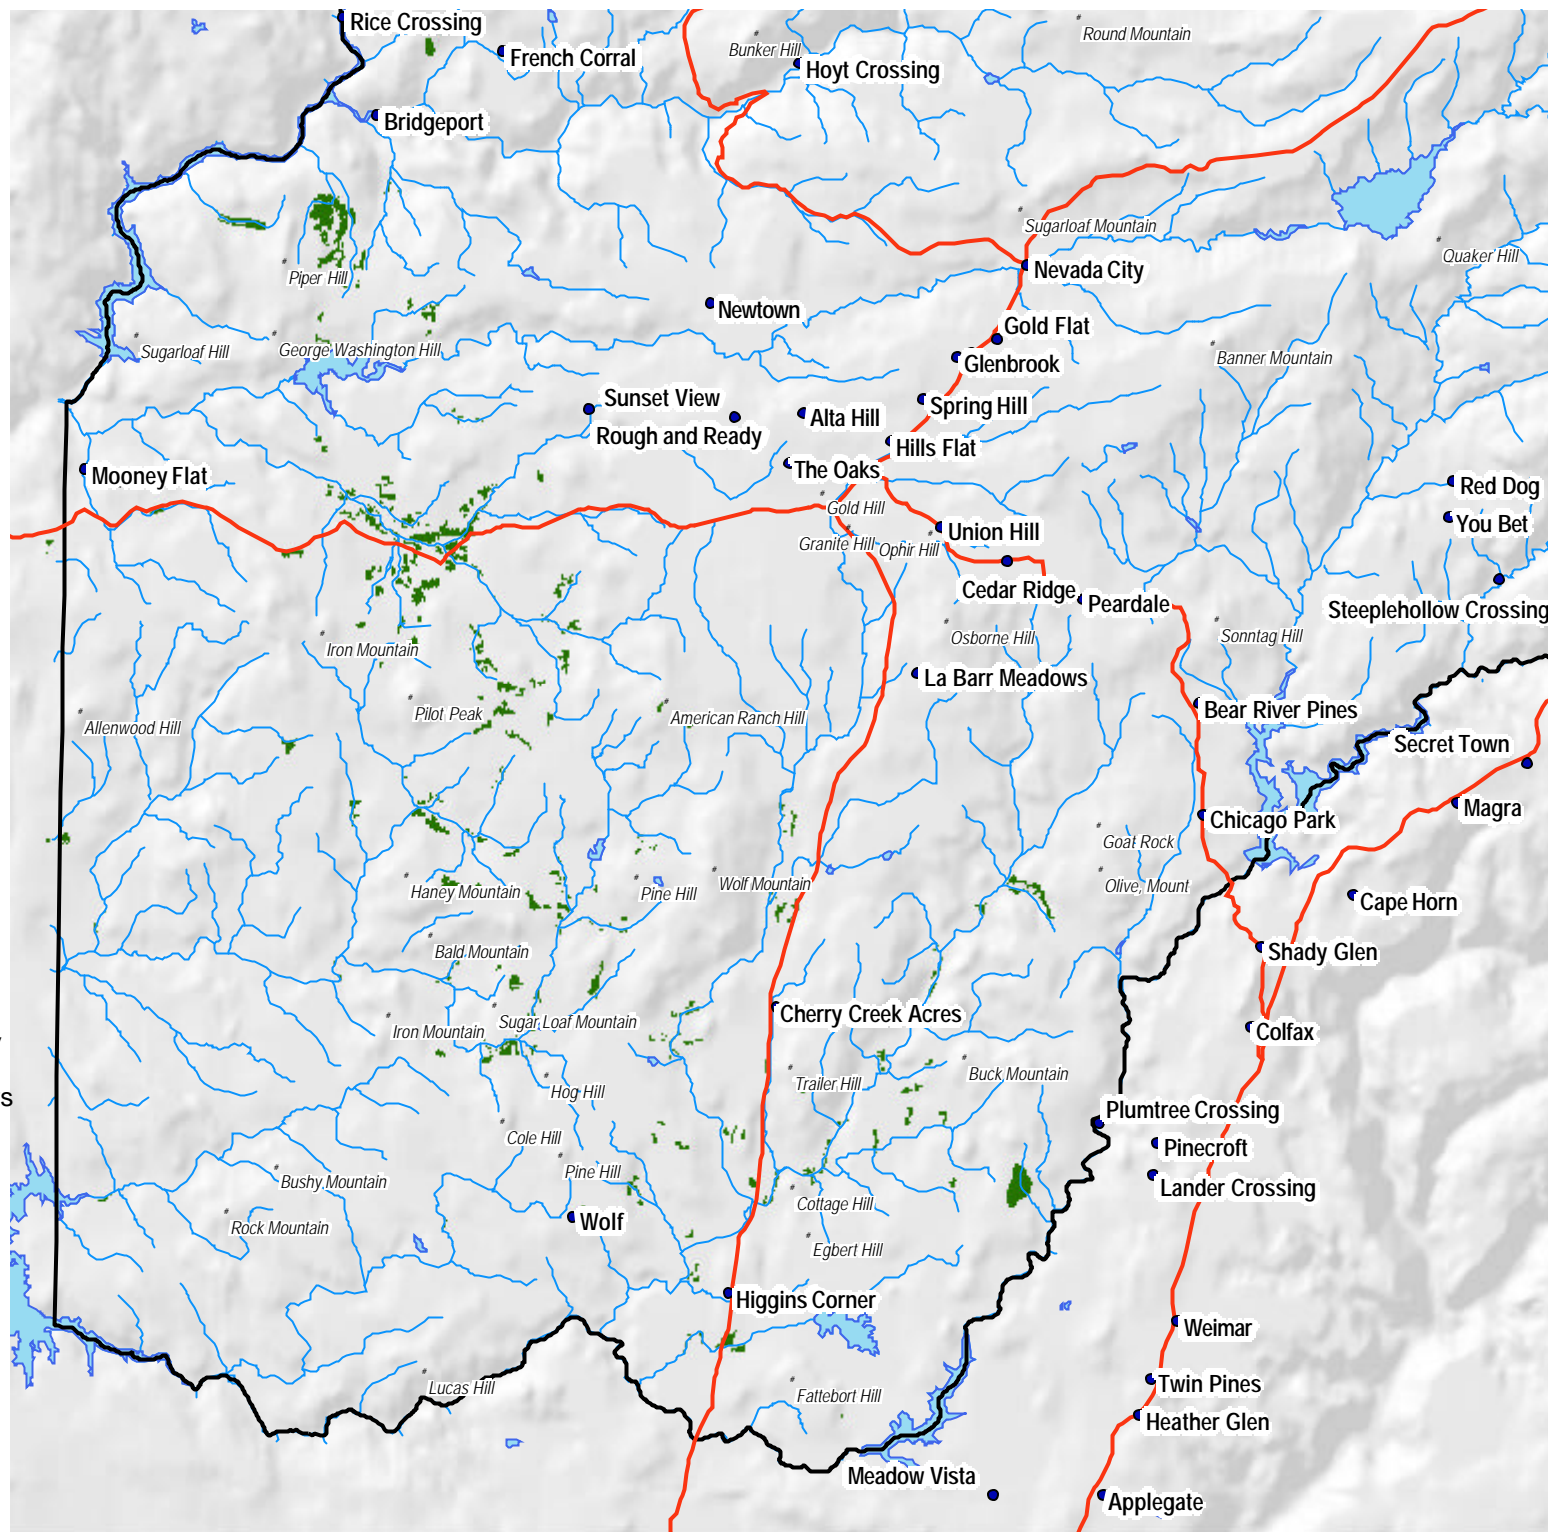 Rice Crossing
French Corral
Bunker Hill
Round Mountain
Hoyt Crossing
Bridgeport
Sugarloaf Mountain
Quaker Hill
Nevada City
Piper Hill
Newtown
Gold Flat
Sugarloaf Hill
George Washington Hill
Glenbrook
Banner Mountain
Sunset View
Spring Hill
Alta Hill
Rough and Ready
Hills Flat
Mooney Flat
The Oaks
Red Dog
Gold Hill
You Bet
Union Hill
Granite Hill
Ophir Hill
Cedar Ridge
Peardale
Steeplehollow Crossing
Osborne Hill
Sonntag Hill
Iron Mountain
La Barr Meadows
Bear River Pines
Pilot Peak
American Ranch Hill
Allenwood Hill
Secret Town
Magra
Chicago Park
Goat Rock
Haney Mountain
Pine Hill
Wolf Mountain
Olive, Mount
Cape Horn
Bald Mountain
Shady Glen
Cherry Creek Acres
Iron Mountain
Sugar Loaf Mountain
Colfax
Trailer Hill
Buck Mountain
Hog Hill
s
Plumtree Crossing
Cole Hill
Pinecroft
Pine Hill
Bushy Mountain
Lander Crossing
Cottage Hill
Rock Mountain
Wolf
Egbert Hill
Higgins Corner
Weimar
Lucas Hill
Fattebort Hill
Twin Pines
Heather Glen
Meadow Vista
Applegate